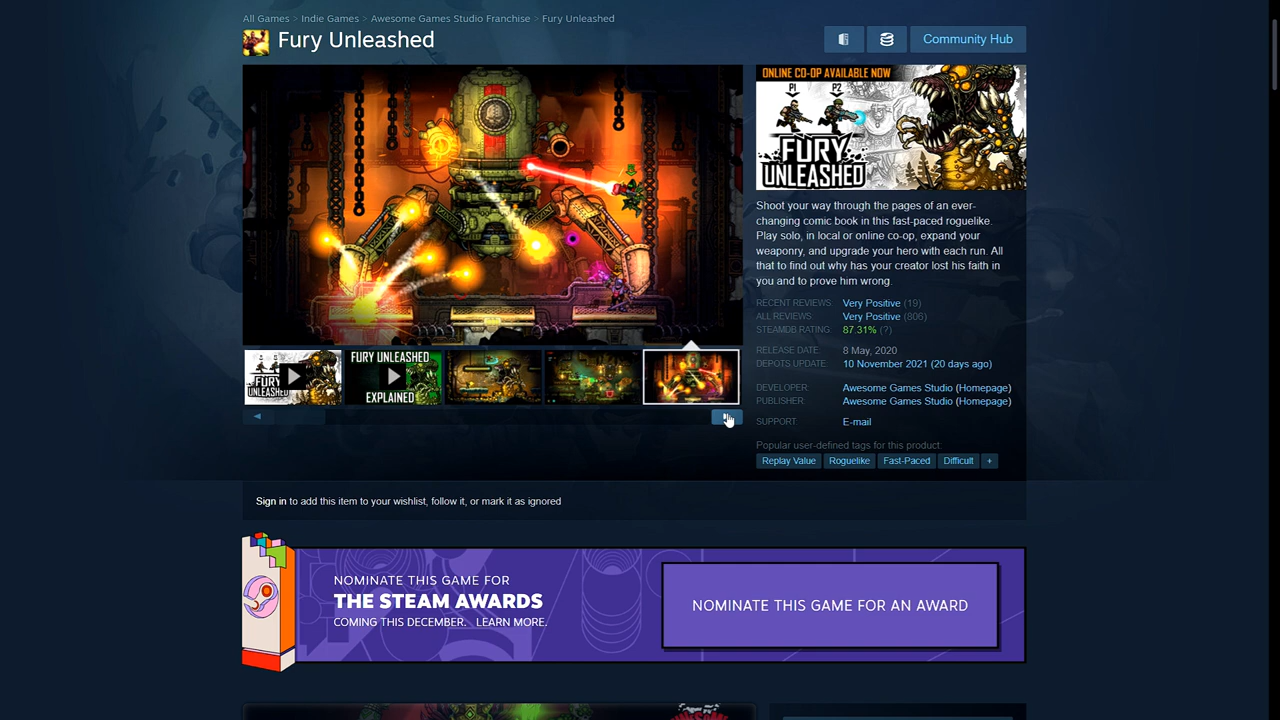 All Games > Indie Games > Awesome Games Studio Franchise > Fury Unleashed
Fury Unleashed
Community Hub
ONLINE CO-OP AVAILABLE NOW
P1 P2
FURY
UNLEASHED
Shoot your way through the pages of an ever-
changing comic book in this fast-paced roguelike.
Play solo, in local or online co-op, expand your
weaponry, and upgrade your hero with each run. All
that to find out why has your creator lost his faith in
you and to prove him wrong.
RECENT REVIEWS: Very Positive (19)
ALL REVIEWS: Very Positive (806)
STEAMDB RATING: 87.31% (?)
RELEASE DATE: 8 May, 2020
DEPOTS UPDATE: 10 November 2021 (20 days ago)
DEVELOPER: Awesome Games Studio (Homepage)
PUBLISHER: Awesome Games Studio (Homepage)
SUPPORT: E-mail
Popular user-defined tags for this product:
Replay Value Roguelike Fast-Paced Difficult +
FURY
UNLEASHED
FURY UNLEASHED
EXPLAINED
Sign in to add this item to your wishlist, follow it, or mark it as ignored
NOMINATE THIS GAME FOR
THE STEAM AWARDS
COMING THIS DECEMBER. LEARN MORE.
NOMINATE THIS GAME FOR AN AWARD